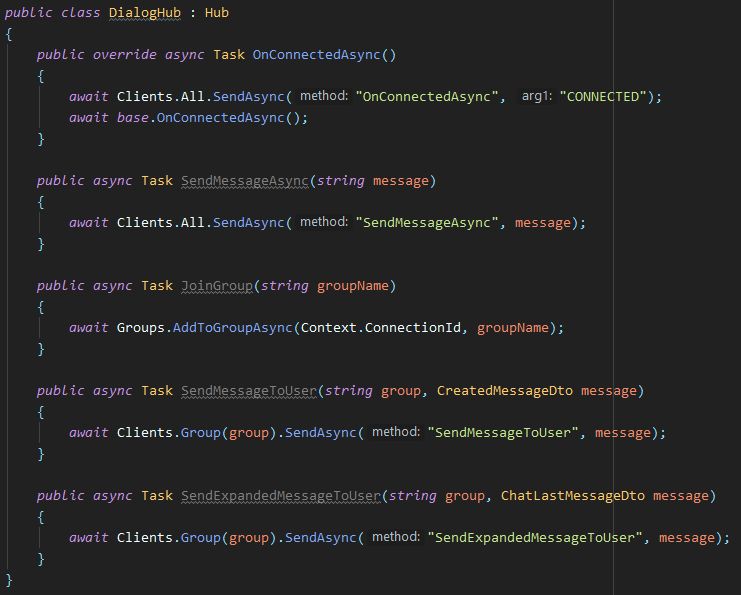 public class DialogHub : Hub
{
    public override async Task OnConnectedAsync()
    {
        await Clients.All.SendAsync( method: "OnConnectedAsync", arg1: "CONNECTED");
        await base.OnConnectedAsync();
    }

    public async Task SendMessageAsync(string message)
    {
        await Clients.All.SendAsync( method: "SendMessageAsync", message);
    }

    public async Task JoinGroup(string groupName)
    {
        await Groups.AddToGroupAsync(Context.ConnectionId, groupName);
    }

    public async Task SendMessageToUser(string group, CreatedMessageDto message)
    {
        await Clients.Group(group).SendAsync( method: "SendMessageToUser", message);
    }

    public async Task SendExpandedMessageToUser(string group, ChatLastMessageDto message)
    {
        await Clients.Group(group).SendAsync( method: "SendExpandedMessageToUser", message);
    }
}